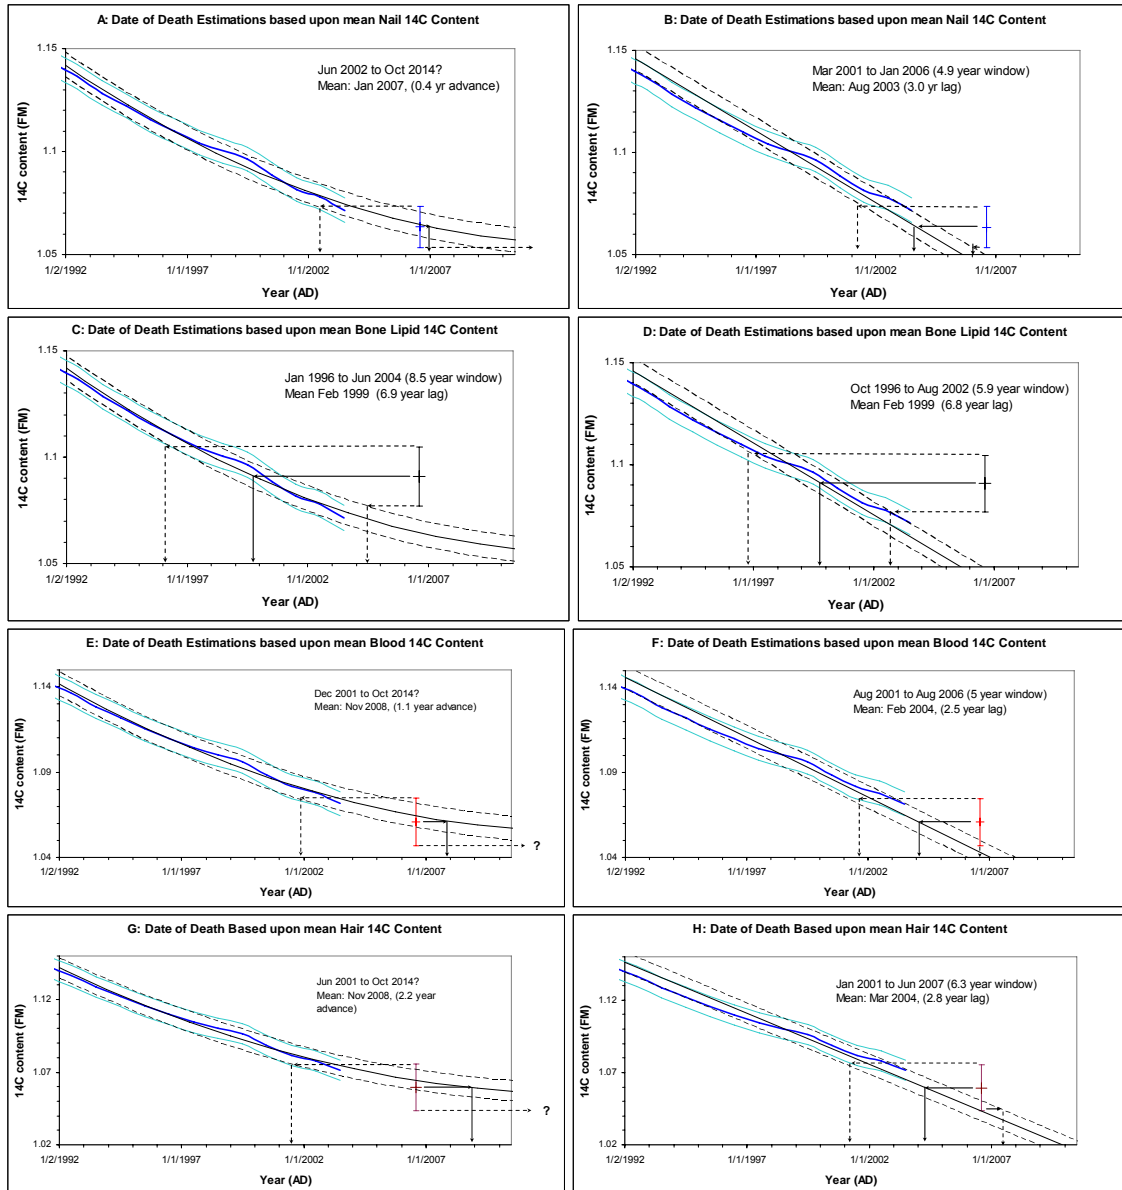 A: Date of Death Estimations based upon mean Nail 14C Content
14C content (FM)
1.15
1.1
1.05
Jun 2002 to Oct 2014?
Mean: Jan 2007, (0.4 yr advance)
1/2/1992 1/1/1997 1/1/2002 1/1/2007
Year (AD)
B: Date of Death Estimations based upon mean Nail 14C Content
14C content (FM)
1.15
1.1
1.05
Mar 2001 to Jan 2006 (4.9 year window)
Mean: Aug 2003 (3.0 yr lag)
1/2/1992 1/1/1997 1/1/2002 1/1/2007
Year (AD)
C: Date of Death Estimations based upon mean Bone Lipid 14C Content
14C content (FM)
1.15
1.1
1.05
Jan 1996 to Jun 2004 (8.5 year window)
Mean Feb 1999 (6.9 year lag)
1/2/1992 1/1/1997 1/1/2002 1/1/2007
Year (AD)
D: Date of Death Estimations based upon mean Bone Lipid 14C Content
14C content (FM)
1.15
1.1
1.05
Oct 1996 to Aug 2002 (5.9 year window)
Mean Feb 1999 (6.8 year lag)
1/2/1992 1/1/1997 1/1/2002 1/1/2007
Year (AD)
E: Date of Death Estimations based upon mean Blood 14C Content
14C content (FM)
1.14
1.09
1.04
Dec 2001 to Oct 2014?
Mean: Nov 2008, (1.1 year advance)
?
1/2/1992 1/1/1997 1/1/2002 1/1/2007
Year (AD)
F: Date of Death Estimations based upon mean Blood 14C Content
14C content (FM)
1.14
1.09
1.04
Aug 2001 to Aug 2006 (5 year window)
Mean: Feb 2004, (2.5 year lag)
1/2/1992 1/1/1997 1/1/2002 1/1/2007
Year (AD)
G: Date of Death Based upon mean Hair 14C Content
14C content (FM)
1.12
1.07
1.02
Jun 2001 to Oct 2014?
Mean: Nov 2008, (2.2 year
advance)
?
1/2/1992 1/1/1997 1/1/2002 1/1/2007
Year (AD)
H: Date of Death Based upon mean Hair 14C Content
14C content (FM)
1.12
1.07
1.02
Jan 2001 to Jun 2007 (6.3 year window)
Mean: Mar 2004, (2.8 year lag)
1/2/1992 1/1/1997 1/1/2002 1/1/2007
Year (AD)